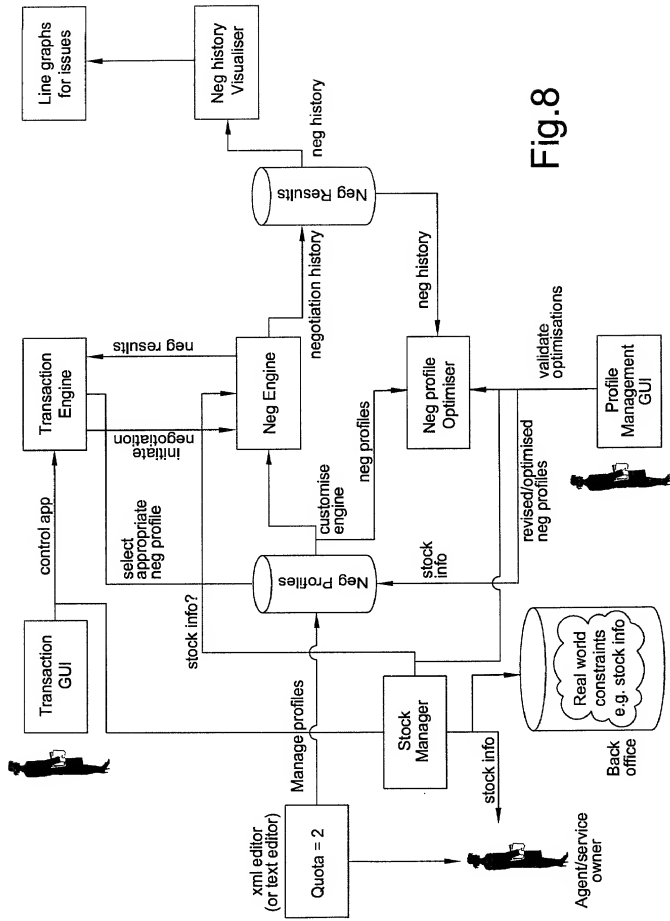 Line graphs
for issues
Neg history
Visualiser
neg history
Neg Results
negotiation history
neg history
Fig.8
Transaction
Engine
neg results
initiate
negotiation
Neg Engine
control app
select
appropriate
neg profile
customise
engine
neg profiles
Neg profile
Optimiser
validate
optimisations
Profile
Management
GUI
revised/optimised
neg profiles
Neg Profiles
stock
info
stock info?
Transaction
GUI
Manage profiles
Stock
Manager
stock info
Real world
constraints
e.g. stock info
Back
office
xml editor
(or text editor)
Quota = 2
Agent/service
owner